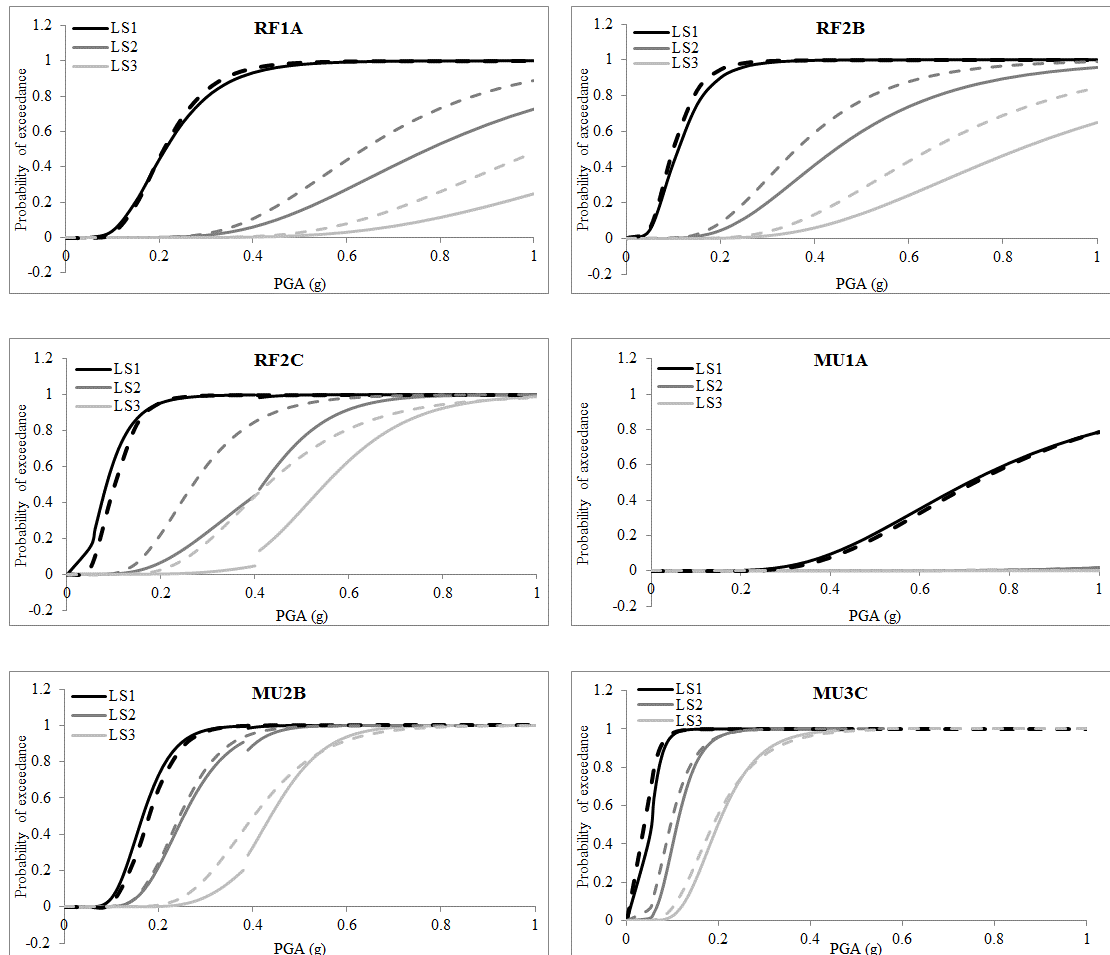 RF1A
LS1
LS2
LS3
Probability of exceedance
1.2
1
0.8
0.6
0.4
0.2
0
-0.2
0
0.2
0.4
0.6
0.8
1
PGA (g)
RF2B
LS1
LS2
LS3
Probability of axceedance
1.2
1
0.8
0.6
0.4
0.2
0
-0.2
0
0.2
0.4
0.6
0.8
1
PGA (g)
RF2C
LS1
LS2
LS3
Probability of exceedance
1.2
1
0.8
0.6
0.4
0.2
0
-0.2
0
0.2
0.4
0.6
0.8
1
PGA (g)
MU1A
LS1
LS2
LS3
Probability of axceedance
1.2
1
0.8
0.6
0.4
0.2
0
-0.2
0
0.2
0.4
0.6
0.8
1
PGA (g)
MU2B
LS1
LS2
LS3
Probability of exceedance
1.2
1
0.8
0.6
0.4
0.2
0
-0.2
0
0.2
0.4
0.6
0.8
1
PGA (g)
MU3C
LS1
LS2
LS3
Probability of exceedance
1.2
1
0.8
0.6
0.4
0.2
0
0
0.2
0.4
0.6
0.8
1
PGA (g)